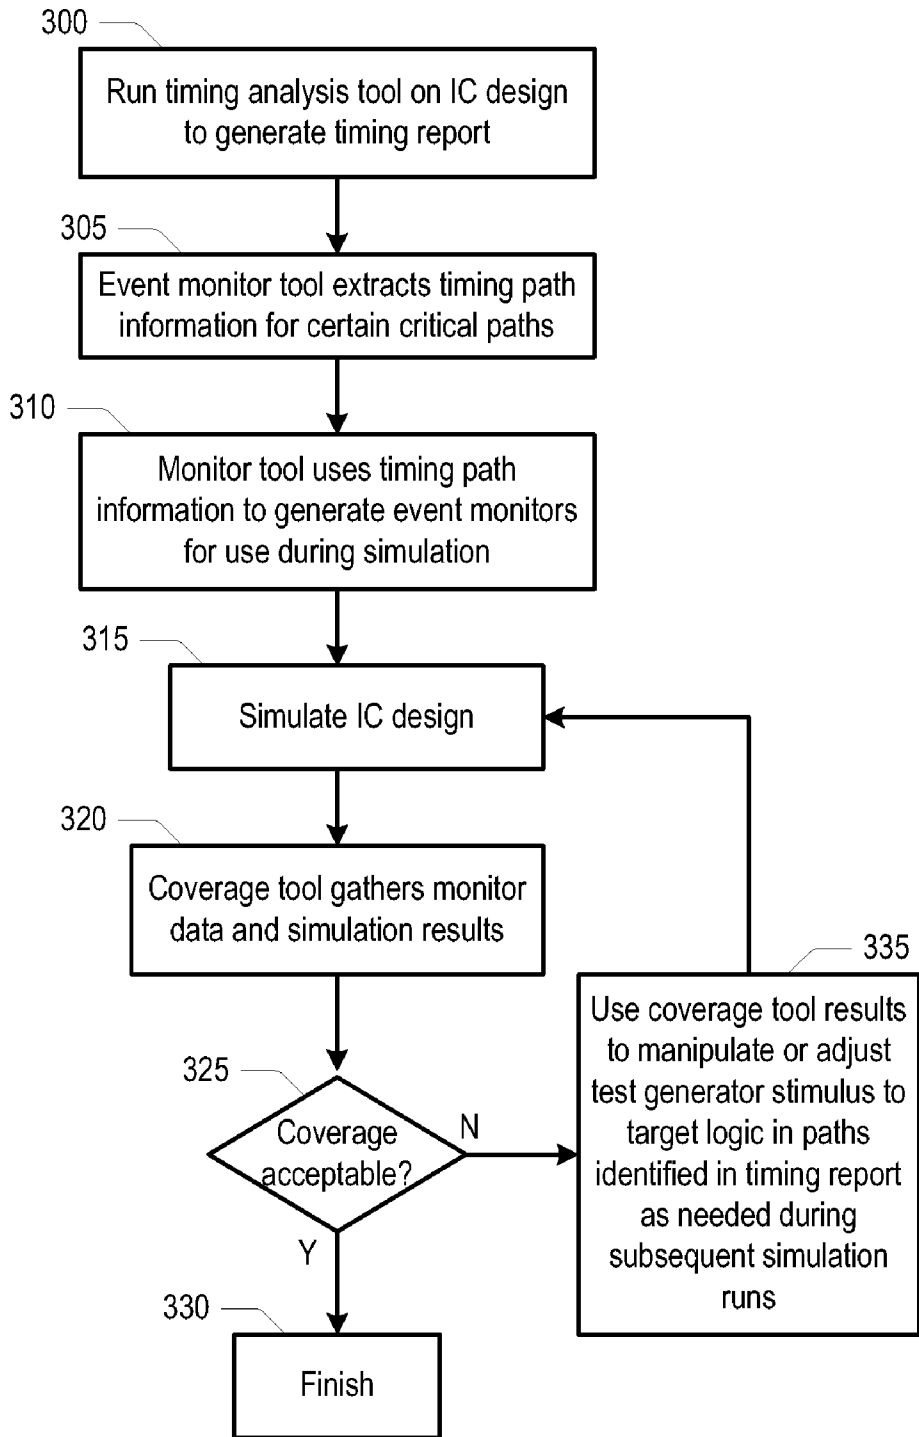 300
Run timing analysis tool on IC design
to generate timing report
305
Event monitor tool extracts timing path
information for certain critical paths
310
Monitor tool uses timing path
information to generate event monitors
for use during simulation
315
Simulate IC design
320
Coverage tool gathers monitor
data and simulation results
325
Coverage
acceptable?
N
Y
335
Use coverage tool results
to manipulate or adjust
test generator stimulus to
target logic in paths
identified in timing report
as needed during
subsequent simulation
runs
330
Finish